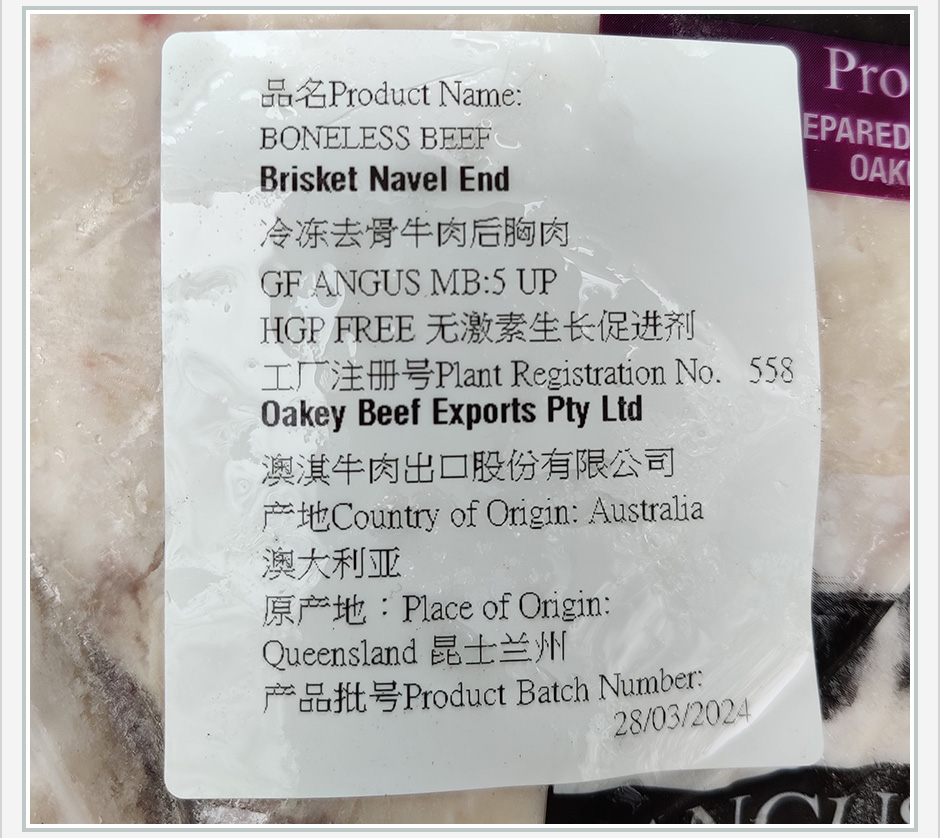 品名Product Name:
BONELESS BEEF
Brisket Navel End
冷冻去骨牛肉后胸肉
GF ANGUS MB:5 UP
HGP FREE 无激素生长促进剂
工厂注册号Plant Registration No. 558
Oakey Beef Exports Pty Ltd
澳淇牛肉出口股份有限公司
产地Country of Origin: Australia
澳大利亚
原产地：Place of Origin:
Queensland 昆士兰州
产品批号Product Batch Number:
28/03/2024
Pro
EPARED
OAK
ANGUS